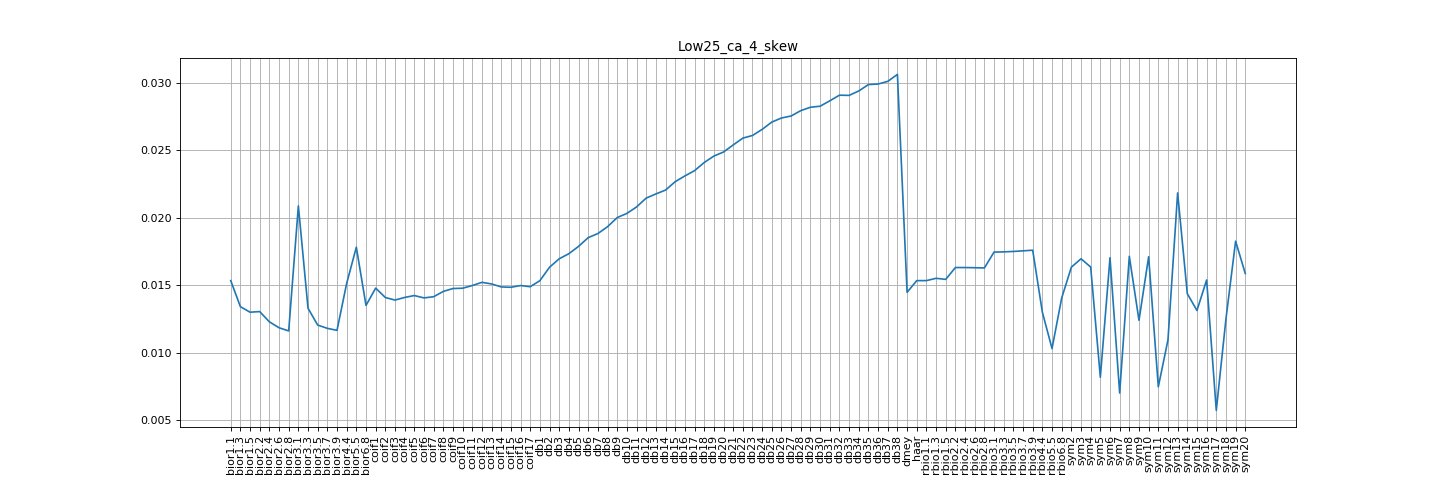 Low25_ca_4_skew
0.030
0.025
0.020
0.015
0.010
0.005
bior1.1
bior1.3
bior1.5
bior2.2
bior2.4
bior2.6
bior2.8
bior3.1
bior3.3
bior3.5
bior3.7
bior3.9
bior4.4
bior5.5
bior6.8
coif1
coif2
coif3
coif4
coif5
coif6
coif7
coif8
coif9
coif10
coif11
coif12
coif13
coif14
coif15
coif16
coif17
db1
db2
db3
db4
db5
db6
db7
db8
db9
db10
db11
db12
db13
db14
db15
db16
db17
db18
db19
db20
db21
db22
db23
db24
db25
db26
db27
db28
db29
db30
db31
db32
db33
db34
db35
db36
db37
db38
dmey
haar
rbio1.1
rbio1.3
rbio1.5
rbio2.2
rbio2.4
rbio2.6
rbio2.8
rbio3.1
rbio3.3
rbio3.5
rbio3.7
rbio3.9
rbio4.4
rbio5.5
rbio6.8
sym2
sym3
sym4
sym5
sym6
sym7
sym8
sym9
sym10
sym11
sym12
sym13
sym14
sym15
sym16
sym17
sym18
sym19
sym20